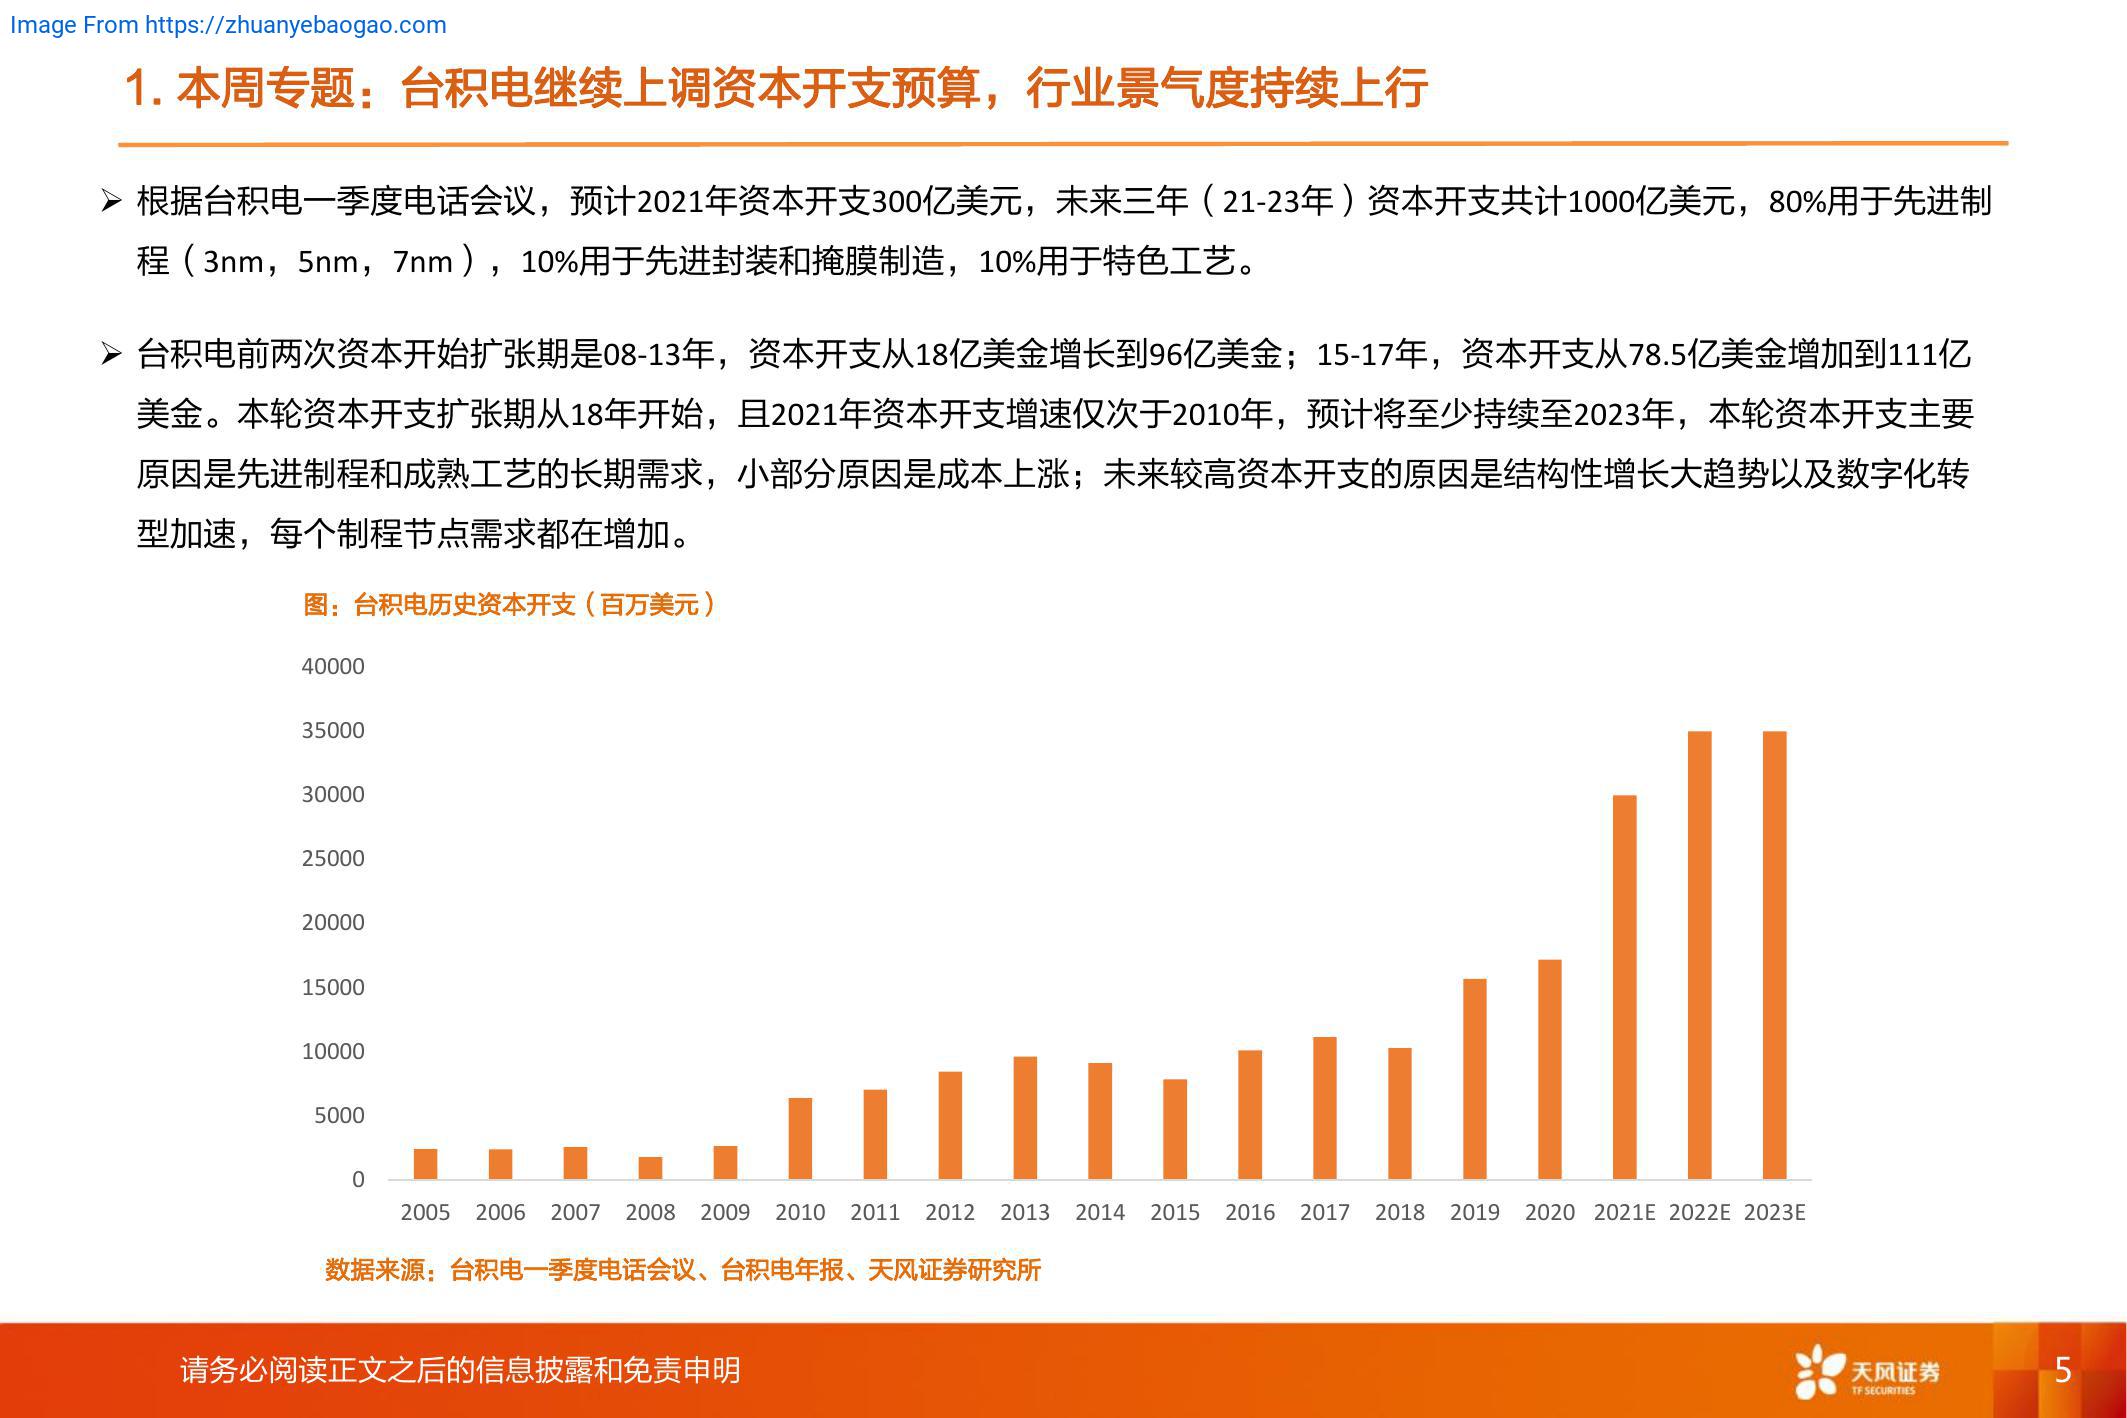 Image From https://zhuanyebaogao.com
1. 本周专题：台积电继续上调资本开支预算，行业景气度持续上行
➢ 根据台积电一季度电话会议，预计2021年资本开支300亿美元，未来三年（21-23年）资本开支共计1000亿美元，80%用于先进制
程（3nm，5nm，7nm），10%用于先进封装和掩膜制造，10%用于特色工艺。
➢ 台积电前两次资本开始扩张期是08-13年，资本开支从18亿美金增长到96亿美金；15-17年，资本开支从78.5亿美金增加到111亿
美金。本轮资本开支扩张期从18年开始，且2021年资本开支增速仅次于2010年，预计将至少持续至2023年，本轮资本开支主要
原因是先进制程和成熟工艺的长期需求，小部分原因是成本上涨；未来较高资本开支的原因是结构性增长大趋势以及数字化转
型加速，每个制程节点需求都在增加。
图：台积电历史资本开支（百万美元）
40000
35000
30000
25000
20000
15000
10000
5000
0
2005 2006 2007 2008 2009 2010 2011 2012 2013 2014 2015 2016 2017 2018 2019 2020 2021E 2022E 2023E
数据来源：台积电一季度电话会议、台积电年报、天风证券研究所
请务必阅读正文之后的信息披露和免责申明
天风证券
TF SECURITIES
5